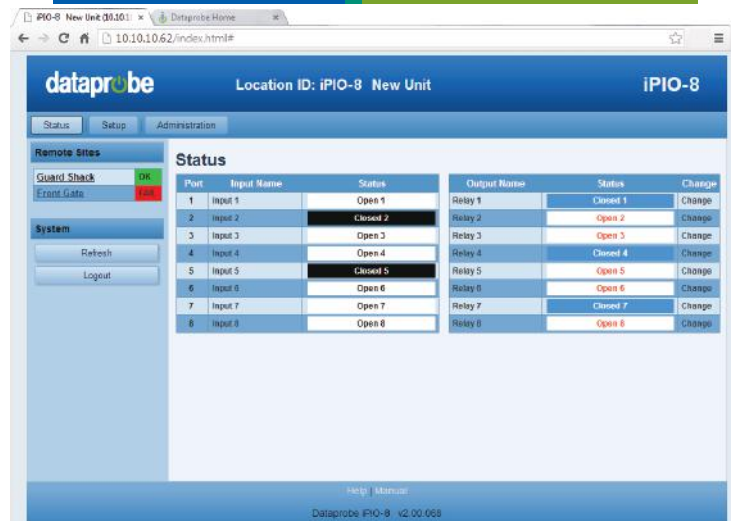 iPIO-8 New Unit (10.10.1
Dataprobe Home
10.10.10.62/index.html#
dataprobe
Location ID: iPIO-8 New Unit
iPIO-8
Status Setup Administration
Remote Sites
Guard Shack OK
Front Gate FAIL
System
Refresh
Logout
Status
Port Input Name Status Output Name Status Change
1 Input 1 Open 1 Relay 1 Closed 1 Change
2 Input 2 Closed 2 Relay 2 Open 2 Change
3 Input 3 Open 3 Relay 3 Open 3 Change
4 Input 4 Open 4 Relay 4 Closed 4 Change
5 Input 5 Closed 5 Relay 5 Open 5 Change
6 Input 6 Open 6 Relay 6 Open 6 Change
7 Input 7 Open 7 Relay 7 Closed 7 Change
8 Input 8 Open 8 Relay 8 Open 8 Change
Help | Manual
Dataprobe iPIO-8 v2.00.068